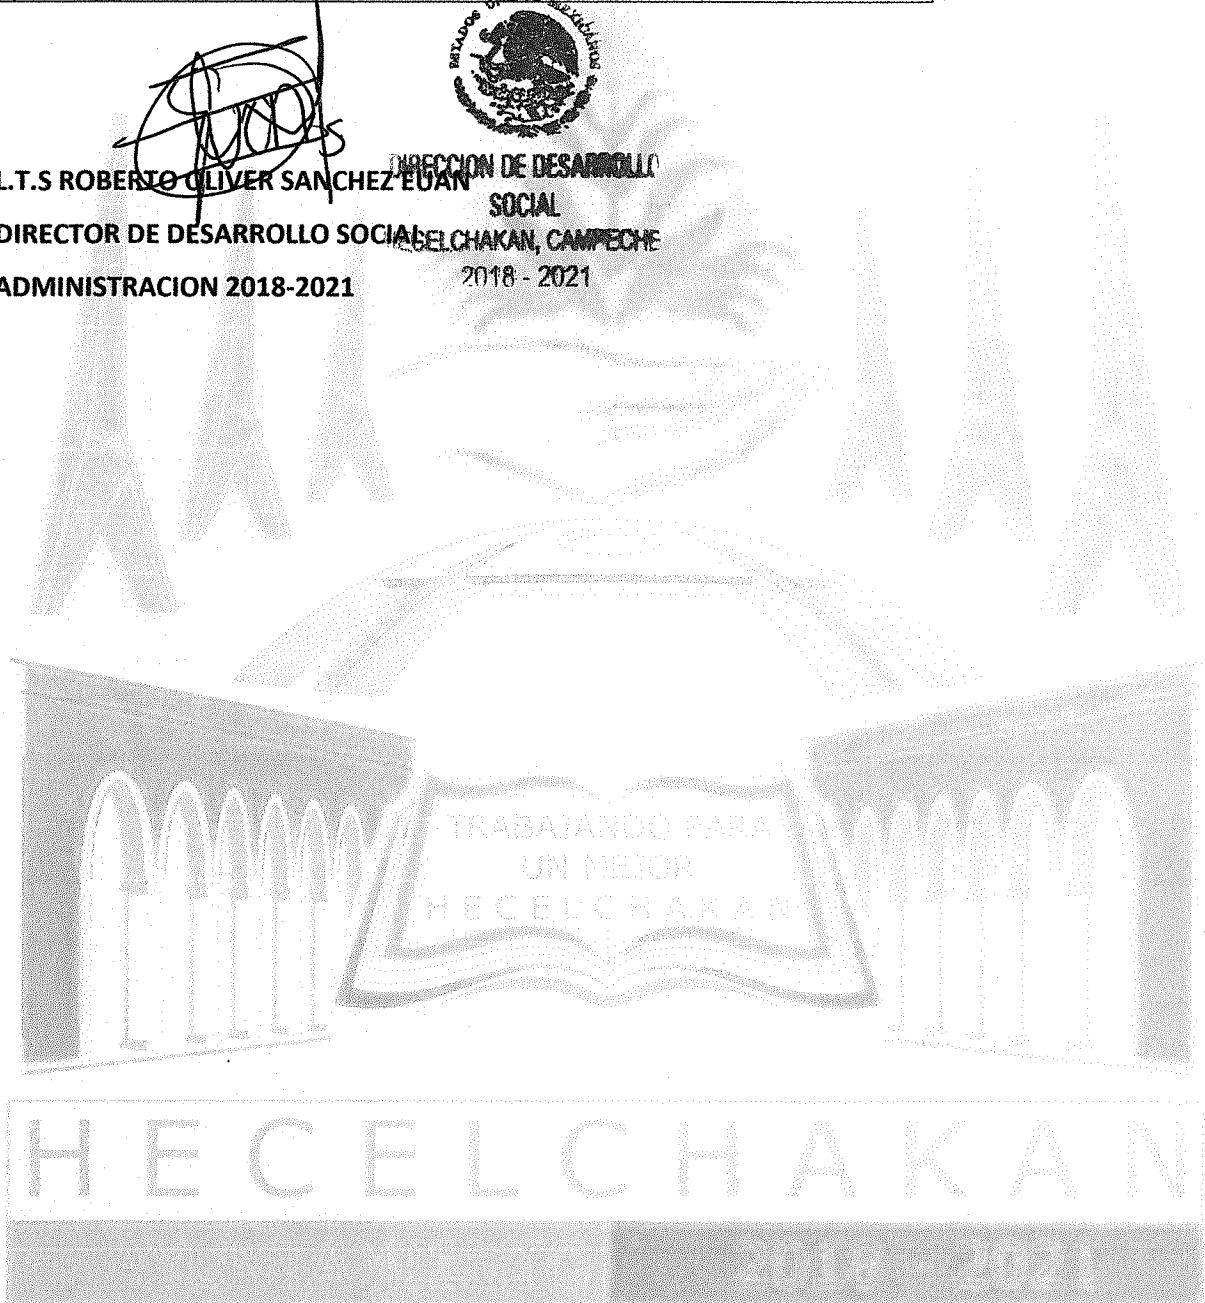 ESTADOS UNIDOS MEXICANOS
L.T.S ROBERTO OLIVER SANCHEZ EUAN
DIRECTOR DE DESARROLLO SOCIAL
ADMINISTRACION 2018-2021
DIRECCION DE DESARROLLO
SOCIAL
HECELCHAKAN, CAMPECHE
2018 - 2021
TRABAJANDO PARA
UN MEJOR
HECELCHAKAN
HECELCHAKAN
2018 - 2021